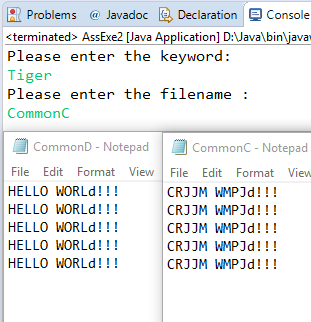 Problems @ Javadoc Declaration Console
<terminated> AssExe2 [Java Application] D:\Java\bin\javaw
Please enter the keyword:
Tiger
Please enter the filename :
CommonC
CommonD - Notepad
File Edit Format View
HELLO WORLd!!!
HELLO WORLd!!!
HELLO WORLd!!!
HELLO WORLd!!!
HELLO WORLd!!!
CommonC - Notepad
File Edit Format View
CRJJM WMPJd!!!
CRJJM WMPJd!!!
CRJJM WMPJd!!!
CRJJM WMPJd!!!
CRJJM WMPJd!!!